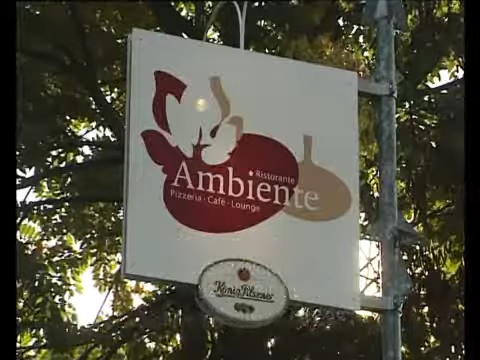 Ristorante
Ambiente
Pizzeria · Café · Lounge
König Pilsener